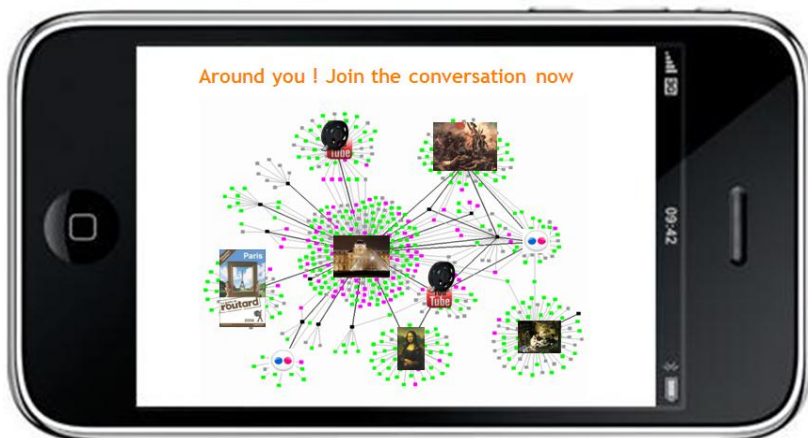 Around you ! Join the conversation now
Tube
Paris
routard
Tube
09:42